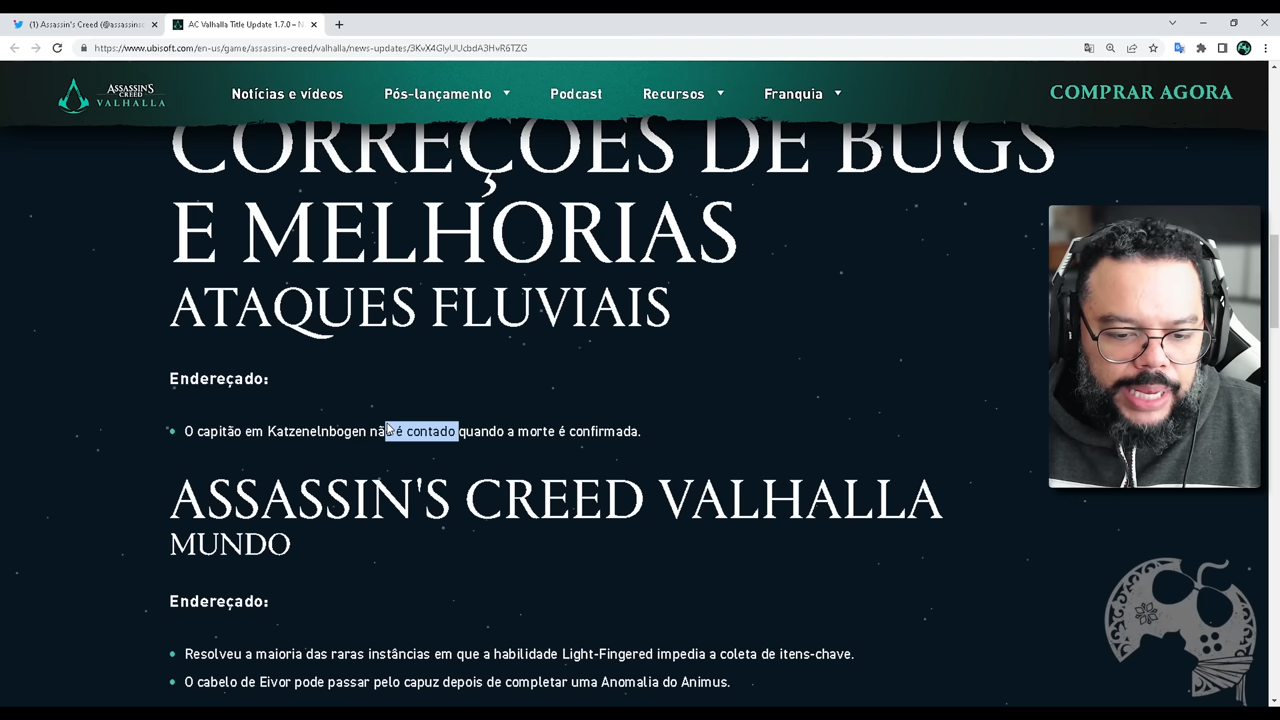 (1) Assassin's Creed (@assassinsc
AC Valhalla Title Update 1.7.0 – N
https://www.ubisoft.com/en-us/game/assassins-creed/valhalla/news-updates/3KvX4GlyUUcbdA3HvR6TZG
ASSASSIN'S
CREED
VALHALLA
Notícias e vídeos
Pós-lançamento
Podcast
Recursos
Franquia
COMPRAR AGORA
CORREÇÕES DE BUGS
E MELHORIAS
ATAQUES FLUVIAIS
Endereçado:
O capitão em Katzenelnbogen não é contado quando a morte é confirmada.
ASSASSIN'S CREED VALHALLA
MUNDO
Endereçado:
Resolveu a maioria das raras instâncias em que a habilidade Light-Fingered impedia a coleta de itens-chave.
O cabelo de Eivor pode passar pelo capuz depois de completar uma Anomalia do Animus.